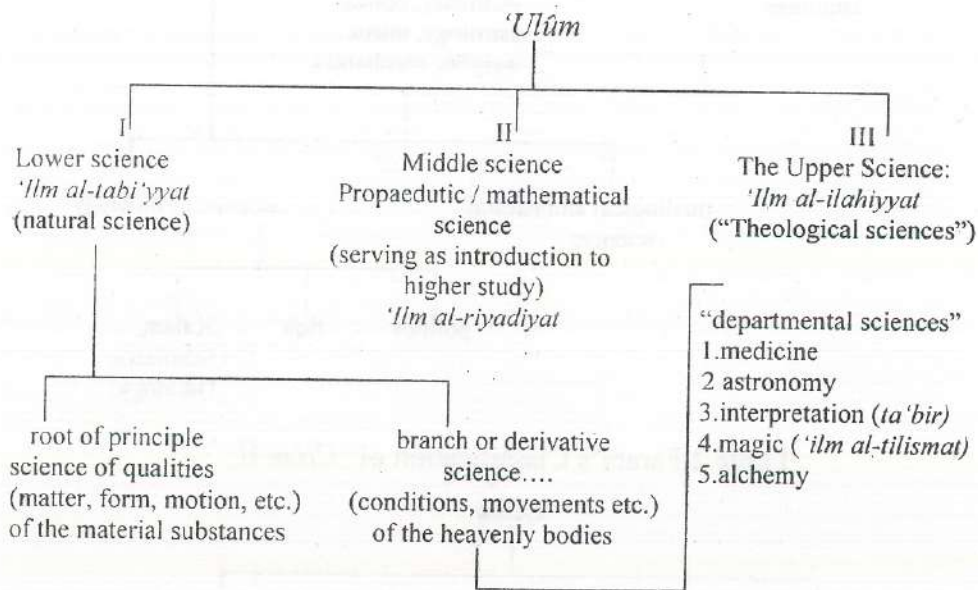 'Ulûm
I
Lower science
'Ilm al-tabi'yyat
(natural science)
II
Middle science
Propaedutic / mathematical
science
(serving as introduction to
higher study)
'Ilm al-riyadiyat
III
The Upper Science:
'Ilm al-ilahiyyat
("Theological sciences")
root of principle
science of qualities
(matter, form, motion, etc.)
of the material substances
branch or derivative
science....
(conditions, movements etc.)
of the heavenly bodies
"departmental sciences"
1.medicine
2 astronomy
3.interpretation (ta'bir)
4.magic ('ilm al-tilismat)
5.alchemy